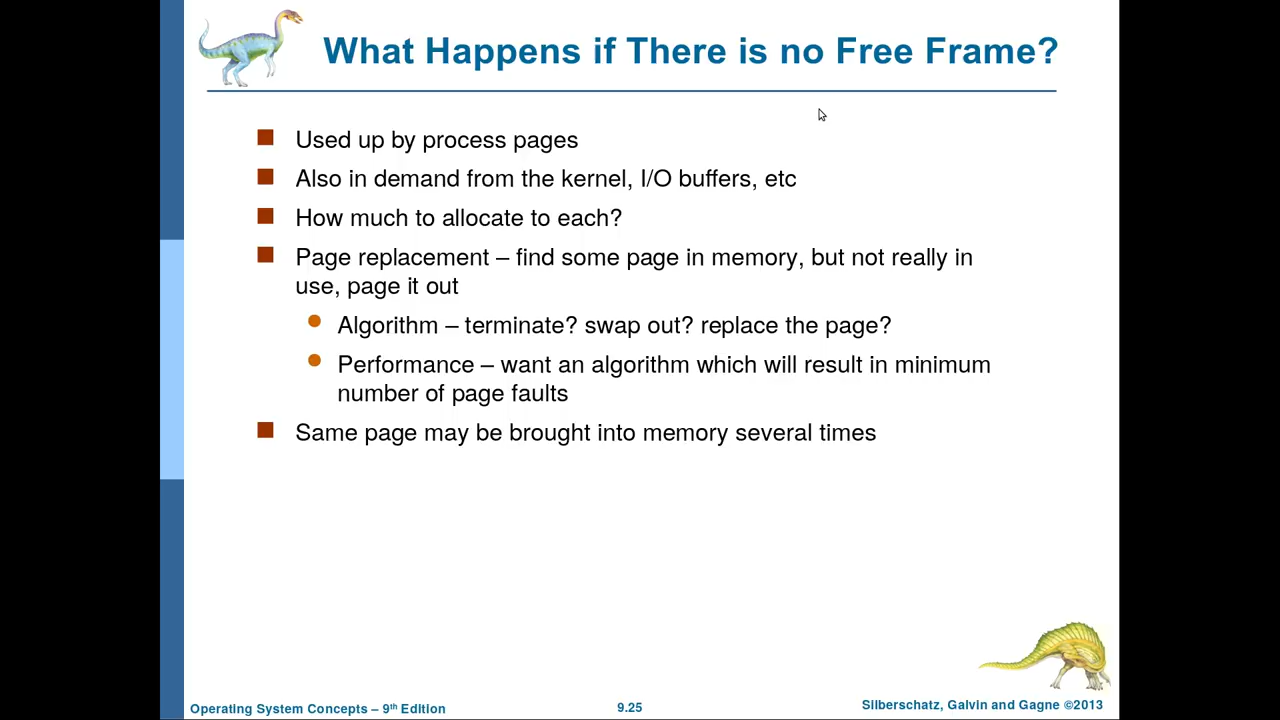 What Happens if There is no Free Frame?
Used up by process pages
Also in demand from the kernel, I/O buffers, etc
How much to allocate to each?
Page replacement – find some page in memory, but not really in
use, page it out
Algorithm – terminate? swap out? replace the page?
Performance – want an algorithm which will result in minimum
number of page faults
Same page may be brought into memory several times
Operating System Concepts – 9th Edition
9.25
Silberschatz, Galvin and Gagne ©2013